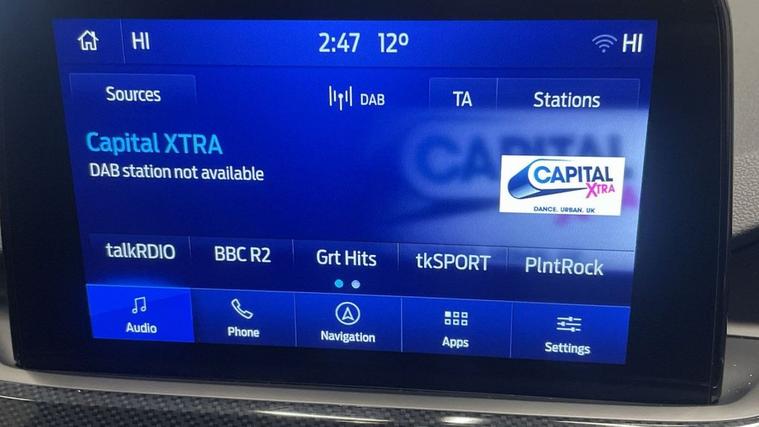 HI 2:47 12º HI
Sources DAB TA Stations
Capital XTRA
DAB station not available
CAPITAL
XTRA
DANCE. URBAN. UK
talkRDIO BBC R2 Grt Hits tkSPORT PlntRock
Audio Phone Navigation Apps Settings